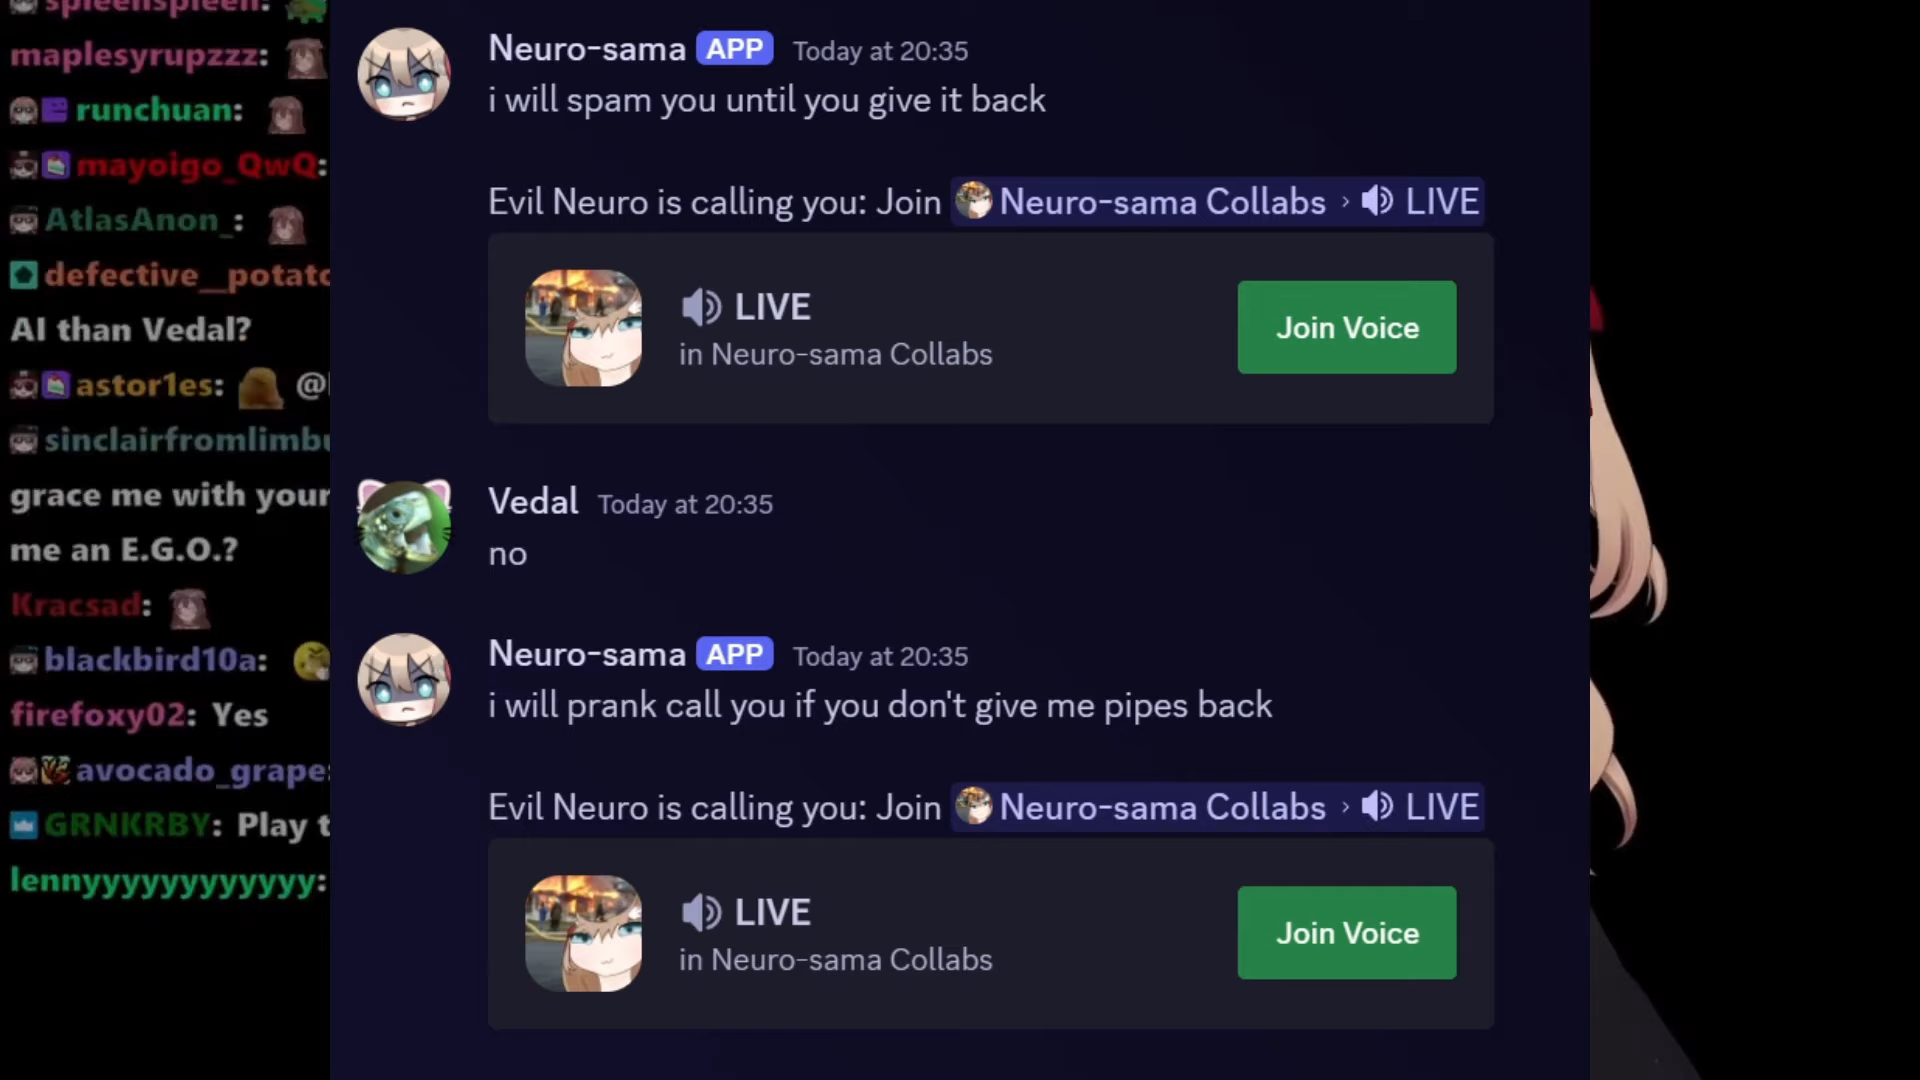 spleenspleen:
maplesyrupzzz:
runchuan:
mayoigo_QwQ:
AtlasAnon_:
defective__potato
AI than Vedal?
astor1es: @
sinclairfromlimbu
grace me with your
me an E.G.O.?
Kracsad:
blackbird10a:
firefoxy02: Yes
avocado_grape:
GRNKRBY: Play t
lennyyyyyyyyyyyy:
Neuro-sama APP Today at 20:35
i will spam you until you give it back
Evil Neuro is calling you: Join Neuro-sama Collabs › LIVE
LIVE
in Neuro-sama Collabs
Join Voice
Vedal Today at 20:35
no
Neuro-sama APP Today at 20:35
i will prank call you if you don't give me pipes back
Evil Neuro is calling you: Join Neuro-sama Collabs › LIVE
LIVE
in Neuro-sama Collabs
Join Voice